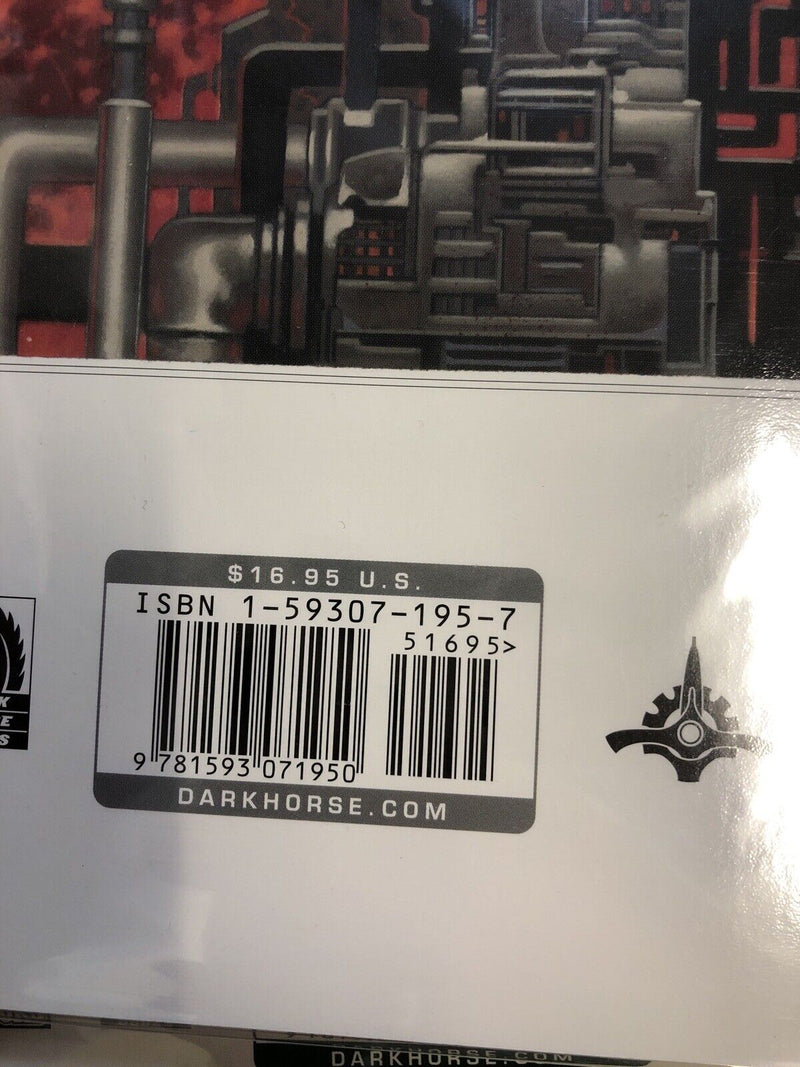 $16.95 U.S.
ISBN 1-59307-195-7
51695>
9 781593 071950
DARKHORSE.COM
K
E
S
DARKHORSE.COM